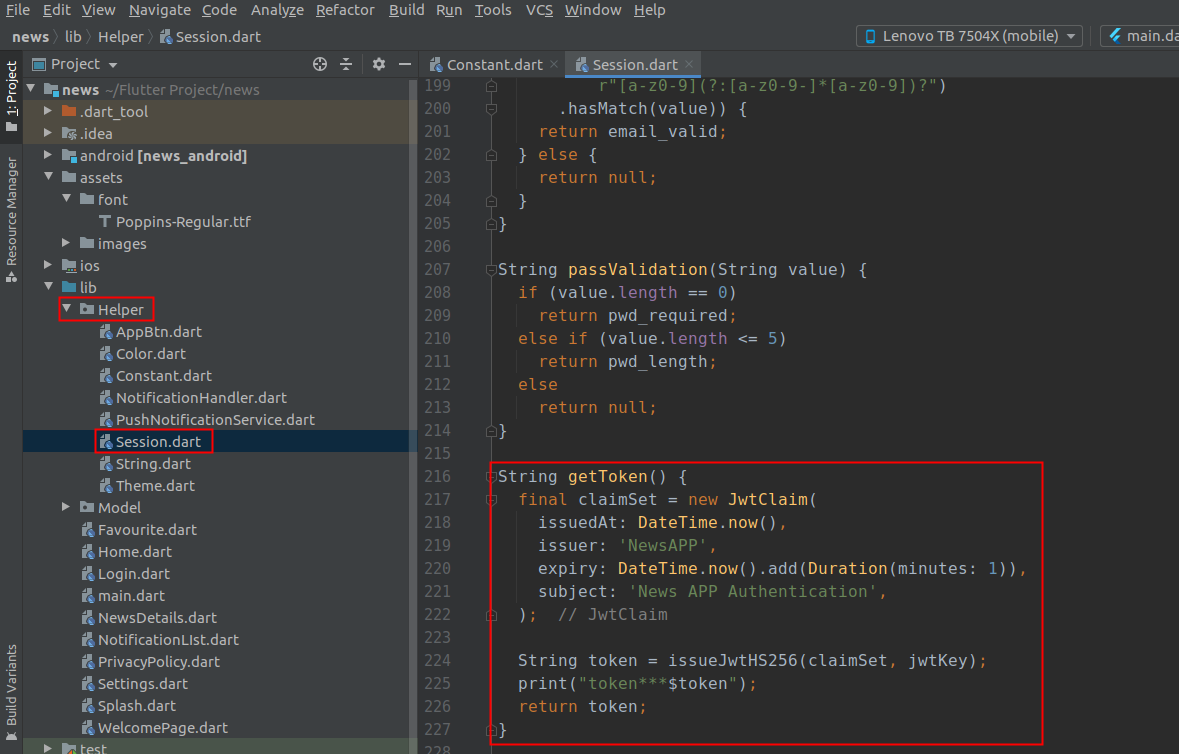 File Edit View Navigate Code Analyze Refactor Build Run Tools VCS Window Help
news lib Helper Session.dart
Lenovo TB 7504X (mobile)
main.da
1: Project
Resource Manager
Build Variants
Project
news ~/Flutter Project/news
.dart_tool
.idea
android [news_android]
assets
font
Poppins-Regular.ttf
images
ios
lib
Helper
AppBtn.dart
Color.dart
Constant.dart
NotificationHandler.dart
PushNotificationService.dart
Session.dart
String.dart
Theme.dart
Model
Favourite.dart
Home.dart
Login.dart
main.dart
NewsDetails.dart
NotificationLIst.dart
PrivacyPolicy.dart
Settings.dart
Splash.dart
WelcomePage.dart
test
Constant.dart
Session.dart
199 r"[a-z0-9](?:[a-z0-9-]*[a-z0-9])?")
200 .hasMatch(value)) {
201 return email_valid;
202 } else {
203 return null;
204 }
205 }
206
207 String passValidation(String value) {
208 if (value.length == 0)
209 return pwd_required;
210 else if (value.length <= 5)
211 return pwd_length;
212 else
213 return null;
214 }
215
216 String getToken() {
217 final claimSet = new JwtClaim(
218 issuedAt: DateTime.now(),
219 issuer: 'NewsAPP',
220 expiry: DateTime.now().add(Duration(minutes: 1)),
221 subject: 'News APP Authentication',
222 ); // JwtClaim
223
224 String token = issueJwtHS256(claimSet, jwtKey);
225 print("token***$token");
226 return token;
227 }
228